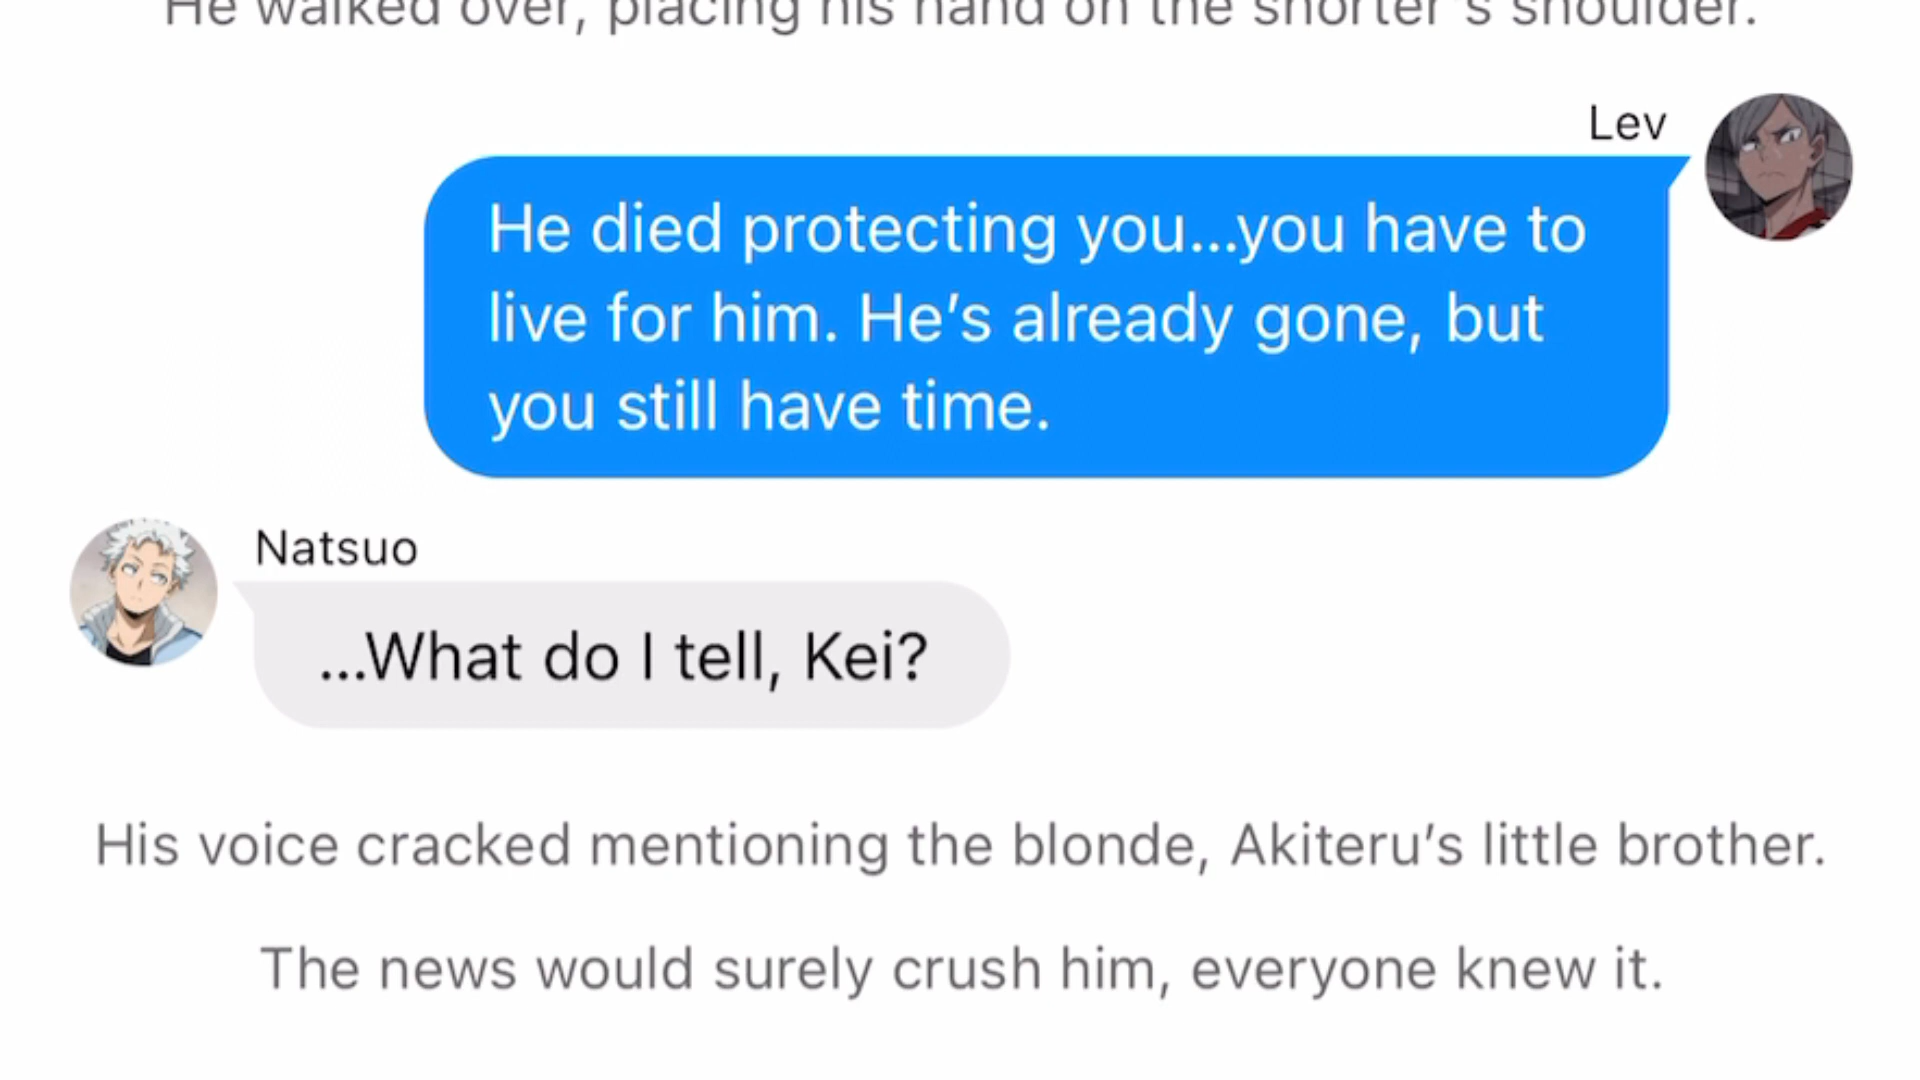 He walked over, placing his hand on the shorter's shoulder.
Lev
He died protecting you...you have to
live for him. He’s already gone, but
you still have time.
Natsuo
...What do I tell, Kei?
His voice cracked mentioning the blonde, Akiteru’s little brother.
The news would surely crush him, everyone knew it.